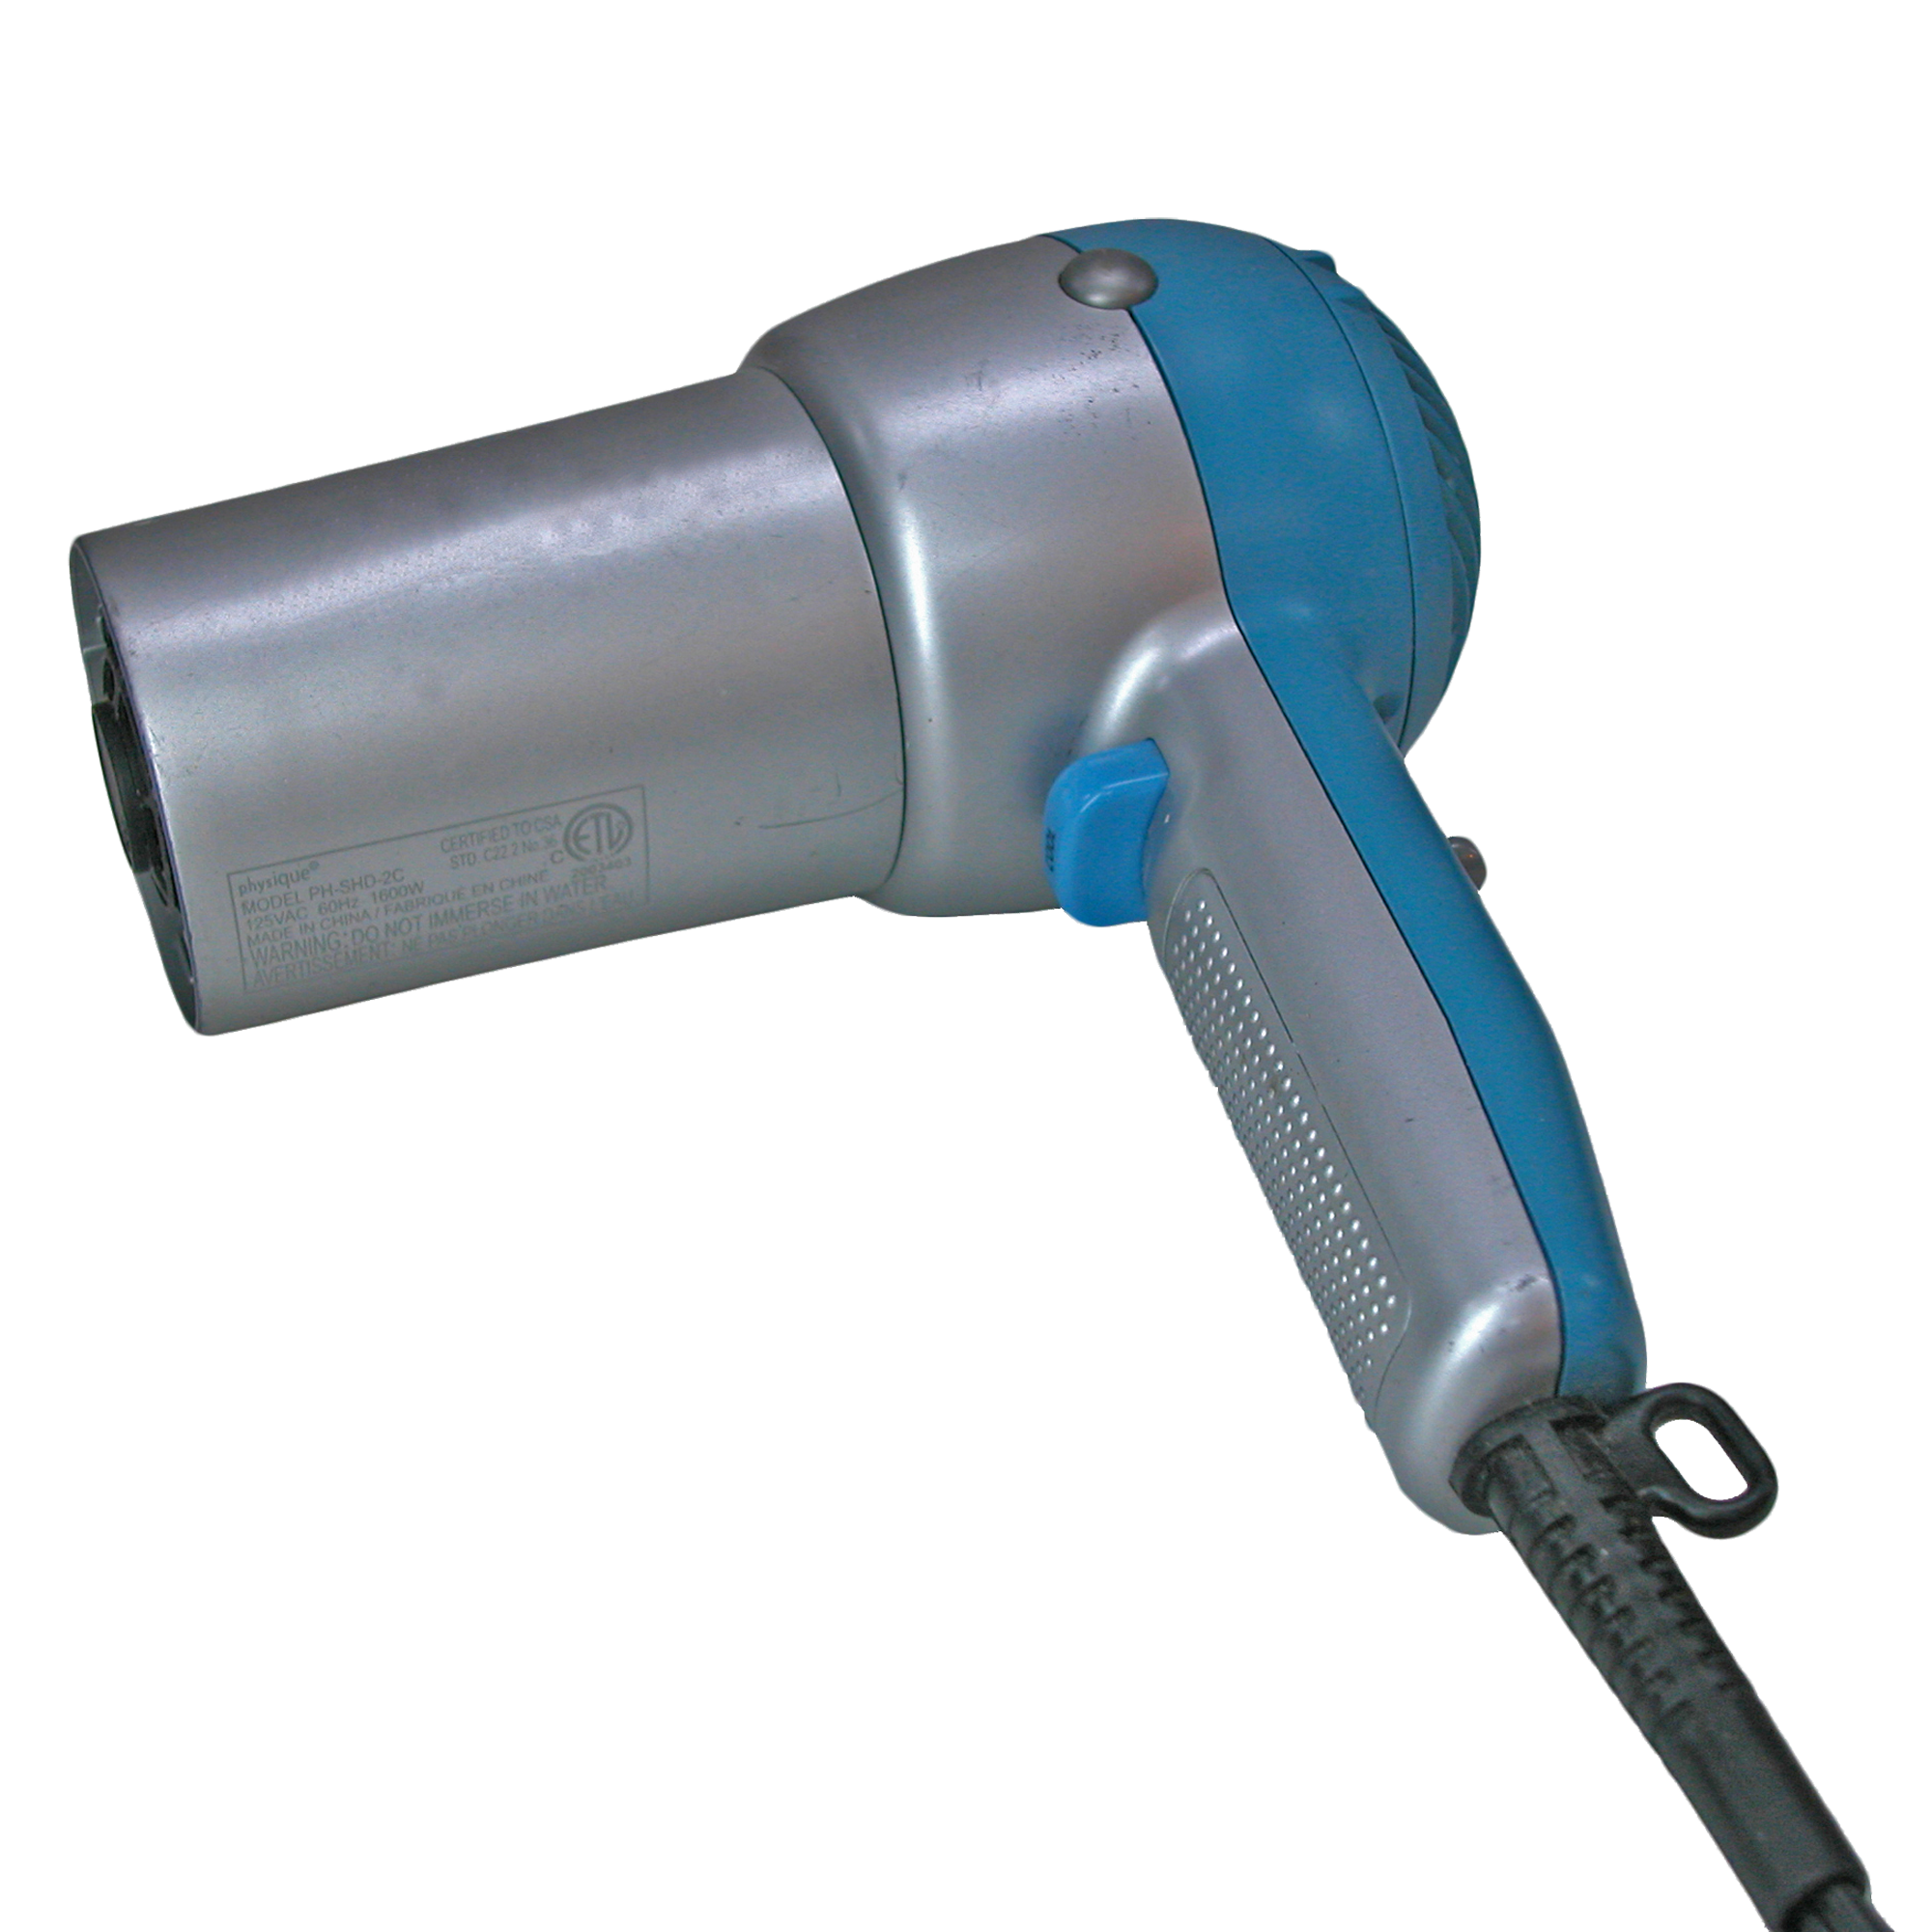 physique®
MODEL PH-SHD-2C
125VAC 60Hz 1600W
MADE IN CHINA / FABRIQUÉ EN CHINE
WARNING: DO NOT IMMERSE IN WATER
AVERTISSEMENT: NE PAS PLONGER DANS L'EAU
CERTIFIED TO CSA
STD. C22.2 No.36
C ETL